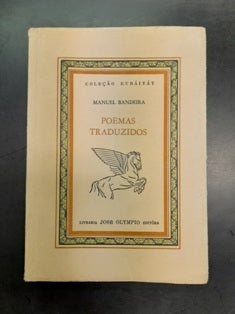 COLEÇÃO RUBÁIYÁT
MANUEL BANDEIRA
POEMAS
TRADUZIDOS
LIVRARIA JOSÉ OLYMPIO EDITÔRA